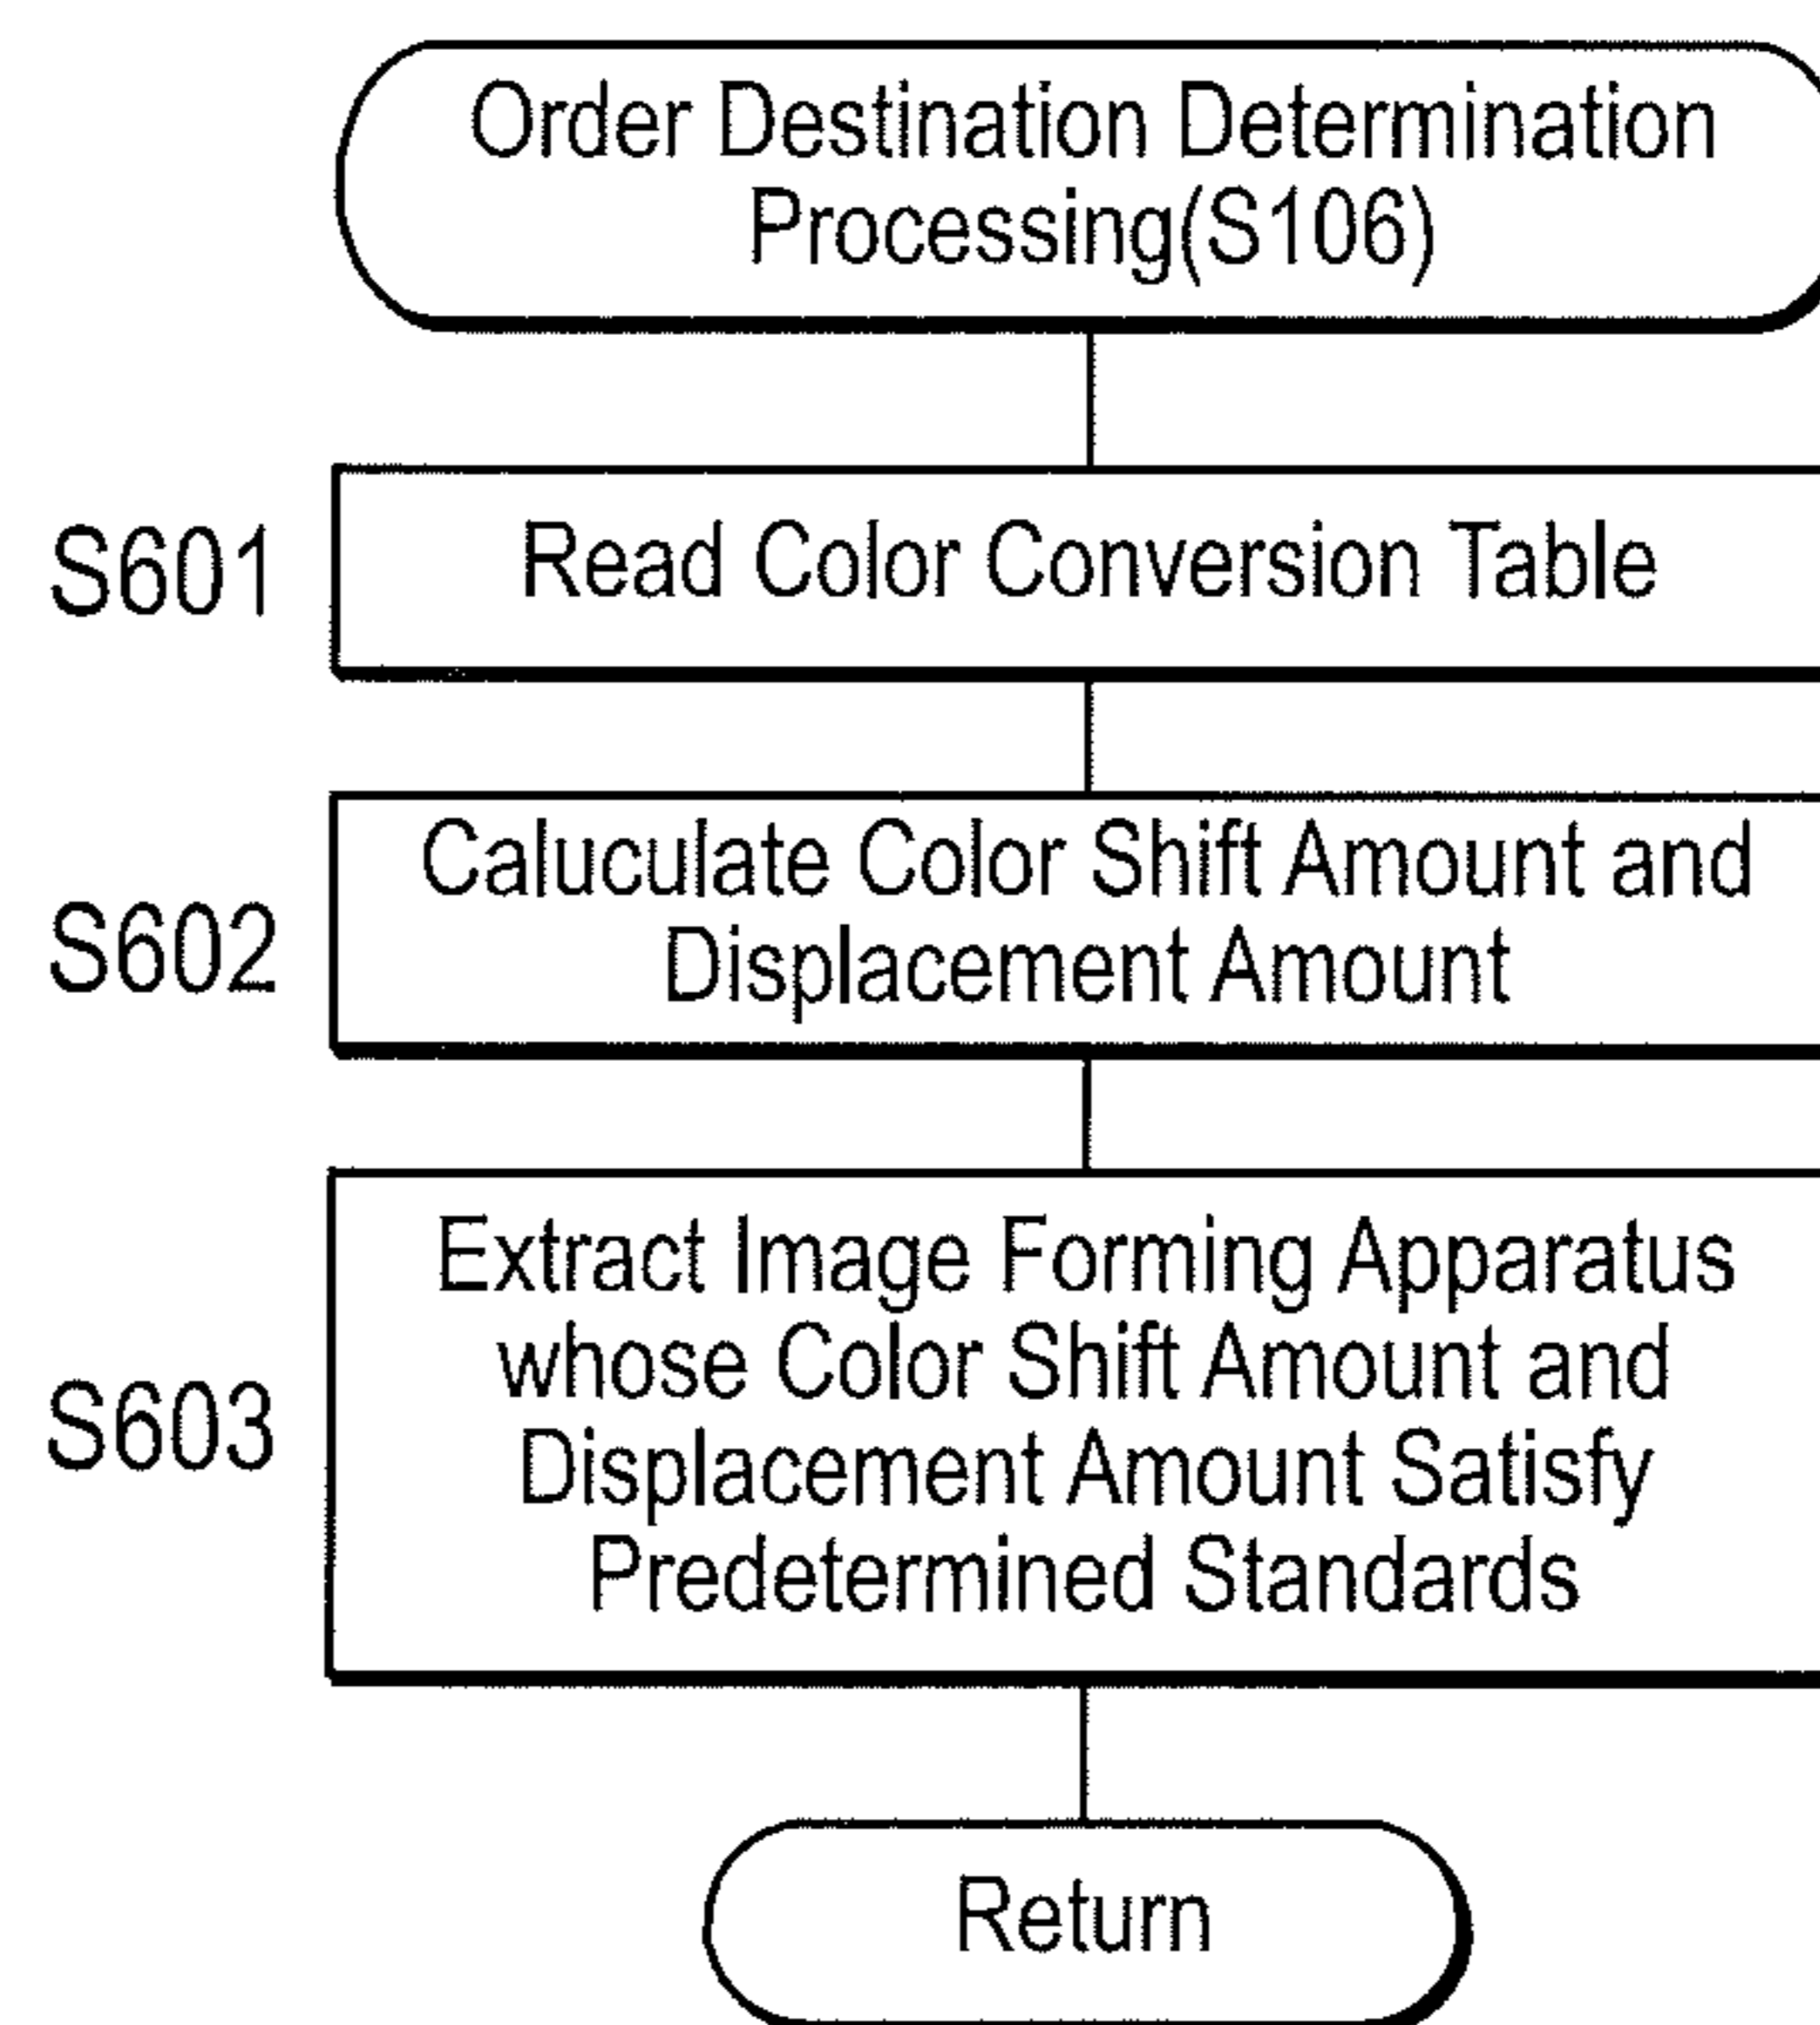 Order Destination Determination
Processing(S106)
S601
Read Color Conversion Table
S602
Caluculate Color Shift Amount and
Displacement Amount
S603
Extract Image Forming Apparatus
whose Color Shift Amount and
Displacement Amount Satisfy
Predetermined Standards
Return